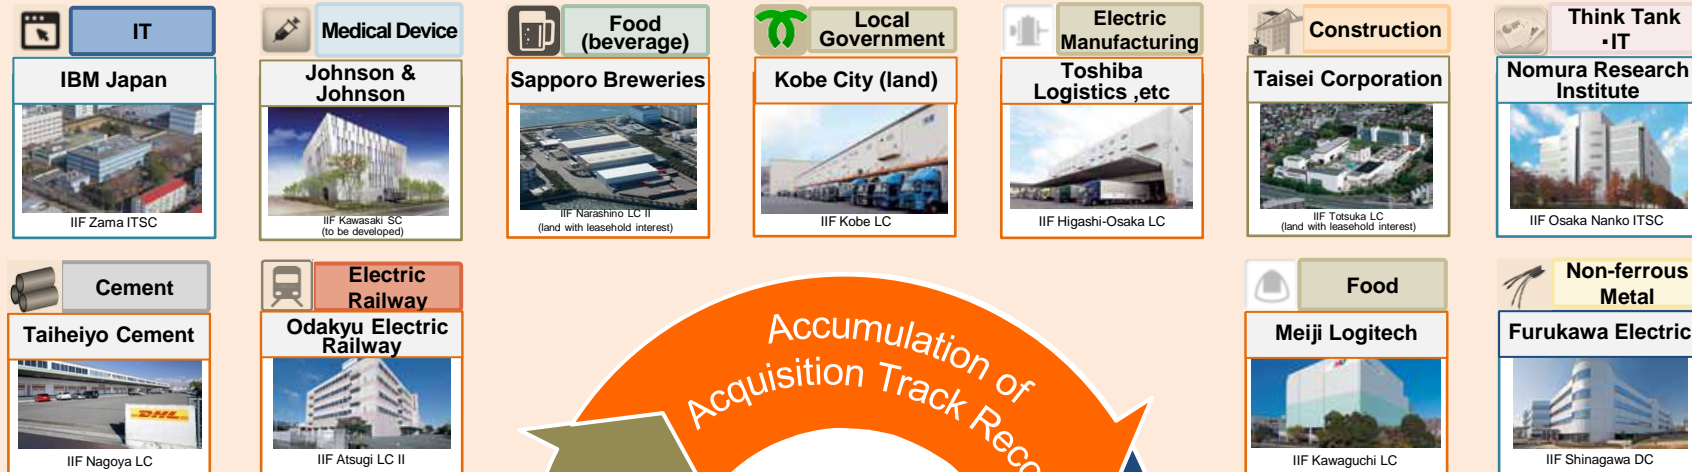 IT
IBM Japan
IIF Zama ITSC
Medical Device
Johnson &
Johnson
IIF Kawasaki SC
(to be developed)
Food
(beverage)
Sapporo Breweries
IIF Narashino LC II
(land with leasehold interest)
Local
Government
Kobe City (land)
IIF Kobe LC
Electric
Manufacturing
Toshiba
Logistics ,etc
IIF Higashi-Osaka LC
Construction
Taisei Corporation
IIF Totsuka LC
(land with leasehold interest)
Think Tank
・IT
Nomura Research
Institute
IIF Osaka Nanko ITSC
Cement
Taiheiyo Cement
DHL
IIF Nagoya LC
Electric
Railway
Odakyu Electric
Railway
IIF Atsugi LC II
Accumulation of
Acquisition Track Reco
Food
Meiji Logitech
IIF Kawaguchi LC
Non-ferrous
Metal
Furukawa Electric
IIF Shinagawa DC